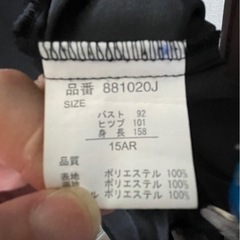 品番 881020J
SIZE
バスト 92
ヒップ 101
身長 158
15AR
品質
表地 ポリエステル 100%
ポリエステル 100%
ポリエステル 100%